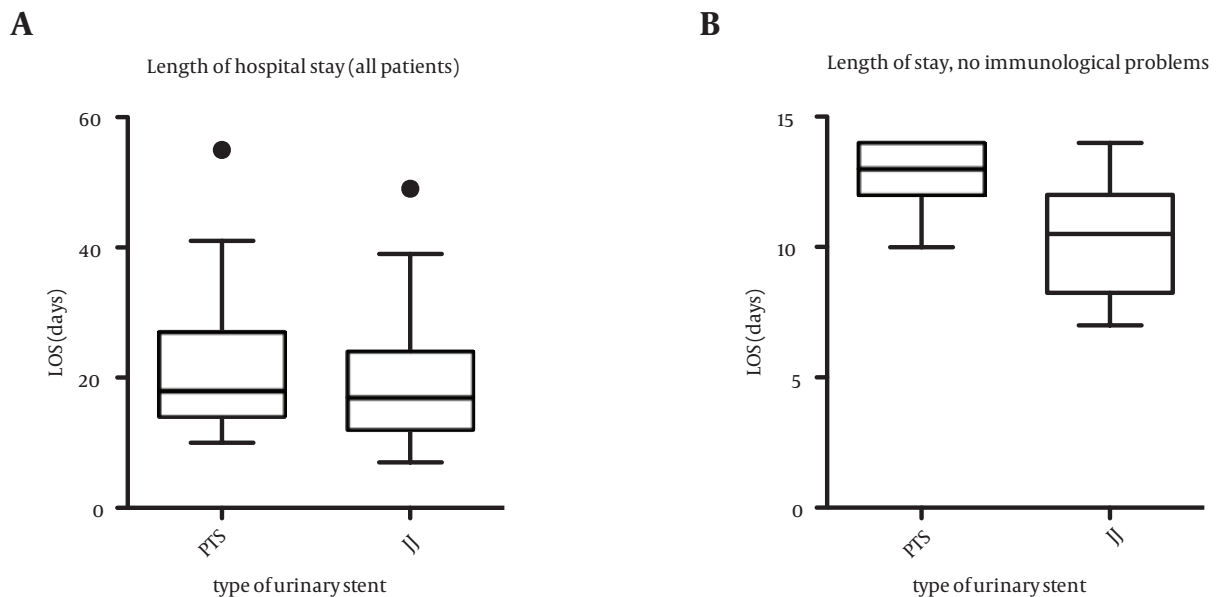 A
Length of hospital stay (all patients)
60
40
20
0
LOS (days)
PTS
JJ
type of urinary stent
B
Length of stay, no immunological problems
15
10
5
0
LOS (days)
PTS
JJ
type of urinary stent